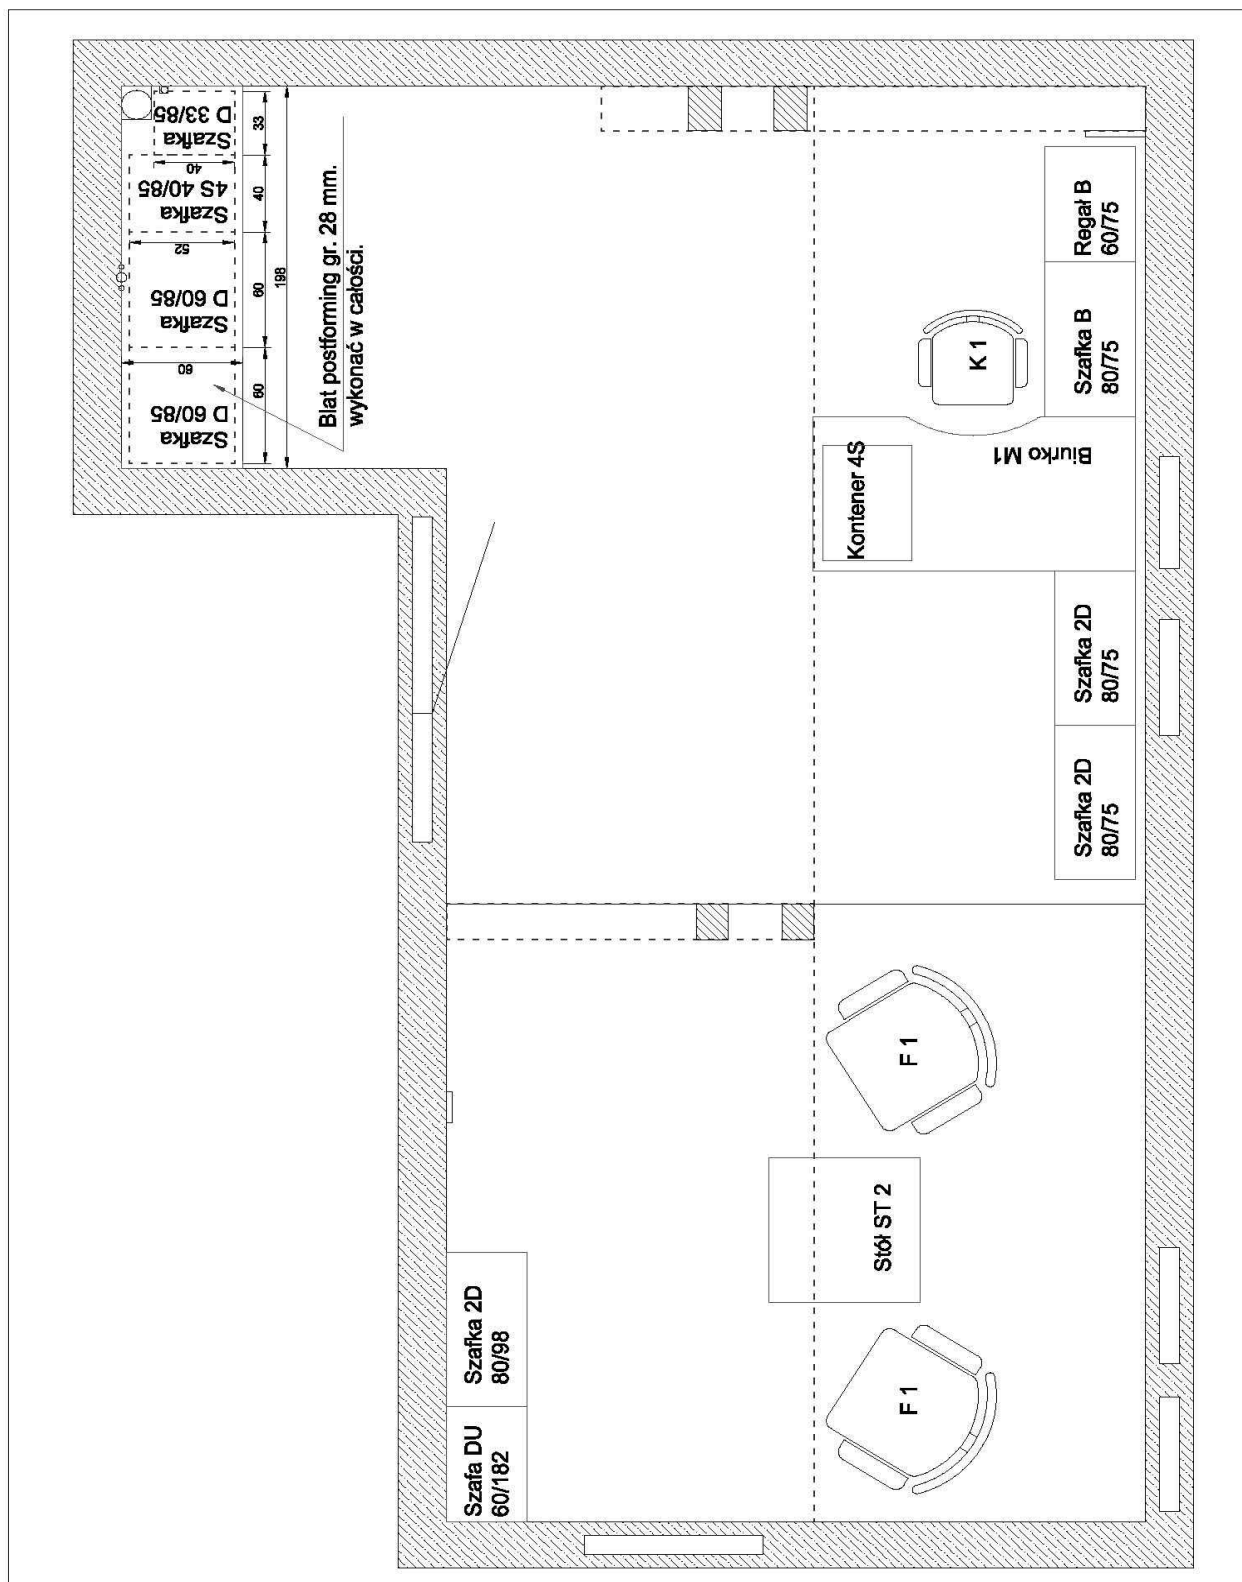 Szafka
D 33/85
33
40
Szafka
4S 40/85
40
52
Szafka
D 60/85
60
198
60
Szafka
D 60/85
60
Blat postforming gr. 28 mm.
wykonać w całości.
Regał B
60/75
Szafka B
80/75
K 1
Biurko M1
Kontener 4S
Szafka 2D
80/75
Szafka 2D
80/75
F 1
Stół ST 2
F 1
Szafka 2D
80/98
Szafa DU
60/182